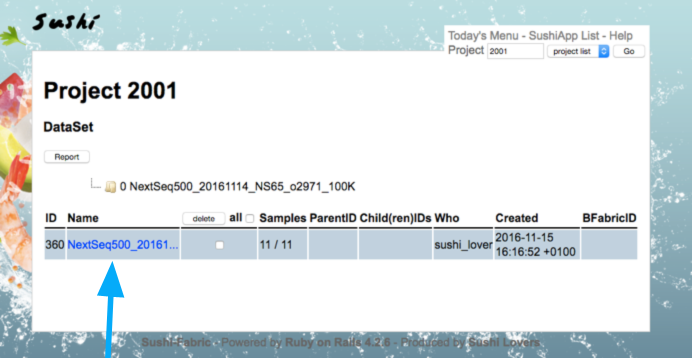 Sushi
Today's Menu - SushiApp List - Help
Project 2001 project list Go
Project 2001
DataSet
Report
0 NextSeq500_20161114_NS65_o2971_100K
ID Name delete all Samples ParentID Child(ren)IDs Who Created BFabricID
360 NextSeq500_20161... 11 / 11 sushi_lover 2016-11-15
16:16:52 +0100
Sushi-Fabric - Powered by Ruby on Rails 4.2.6 - Produced by Sushi Lovers